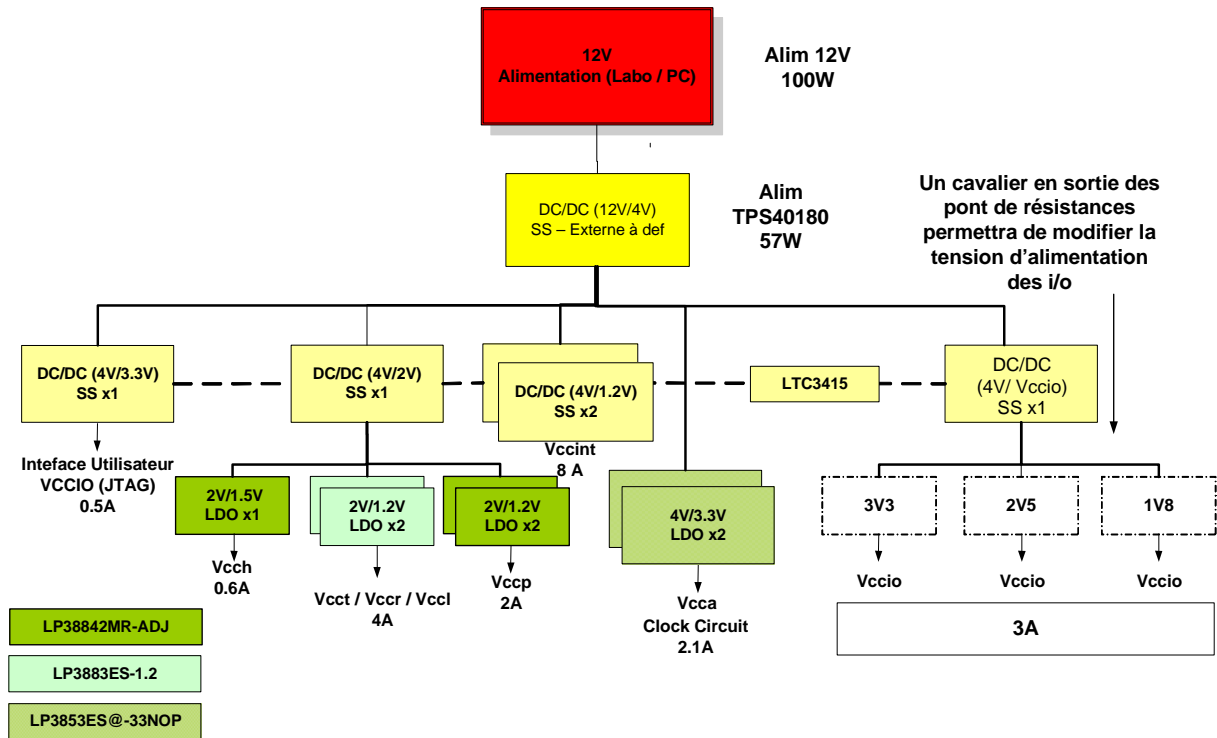 12V
Alimentation (Labo / PC)
Alim 12V
100W
DC/DC (12V/4V)
SS – Externe à def
Alim
TPS40180
57W
Un cavalier en sortie des
pont de résistances
permettra de modifier la
tension d'alimentation
des i/o
DC/DC (4V/3.3V)
SS x1
DC/DC (4V/2V)
SS x1
DC/DC (4V/1.2V)
SS x2
LTC3415
DC/DC
(4V/ Vccio)
SS x1
Inteface Utilisateur
VCCIO (JTAG)
0.5A
Vccint
8 A
2V/1.5V
LDO x1
2V/1.2V
LDO x2
2V/1.2V
LDO x2
4V/3.3V
LDO x2
3V3
2V5
1V8
Vcch
0.6A
Vcct / Vccr / Vccl
4A
Vccp
2A
Vcca
Clock Circuit
2.1A
Vccio
Vccio
Vccio
3A
LP38842MR-ADJ
LP3883ES-1.2
LP3853ES@-33NOP